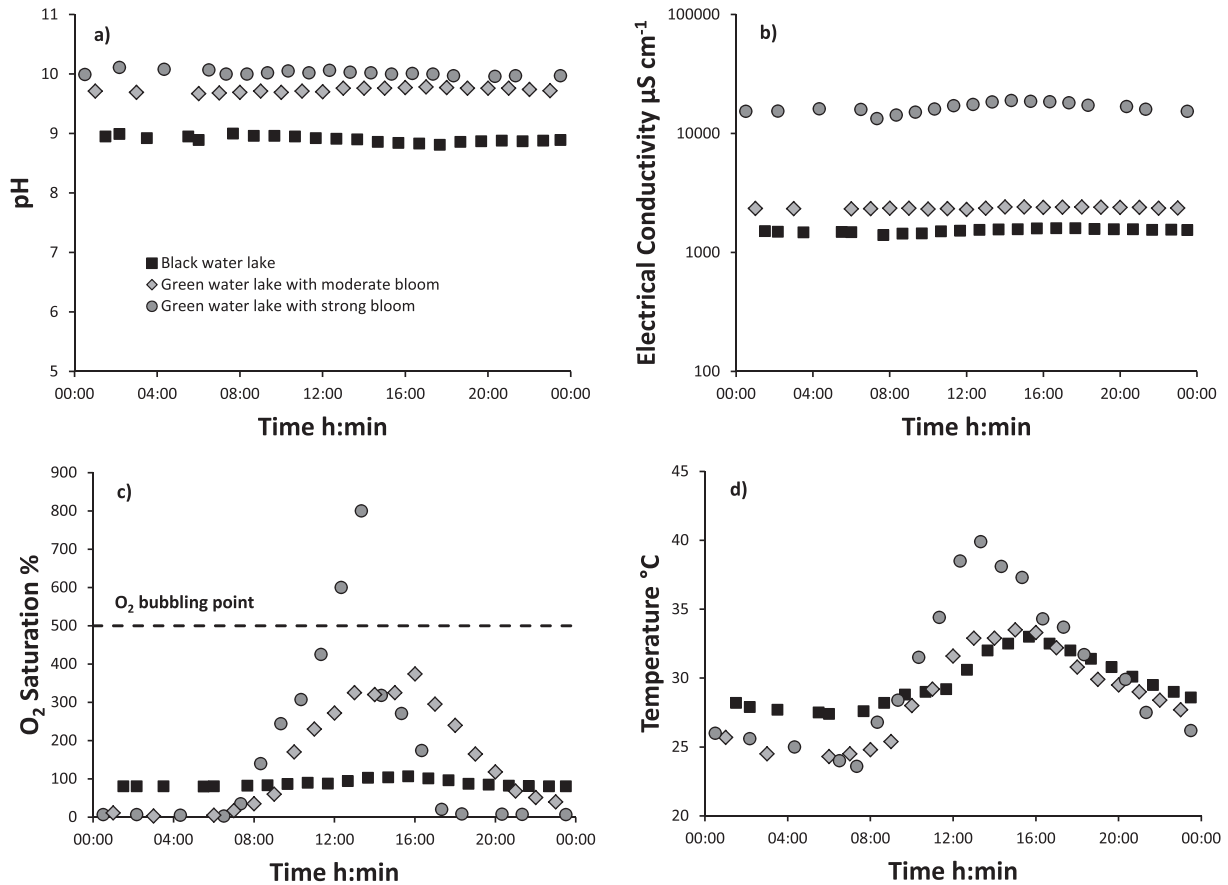 a)
11
10
9
8
7
6
5
pH
Black water lake
Green water lake with moderate bloom
Green water lake with strong bloom
00:00 04:00 08:00 12:00 16:00 20:00 00:00
Time h:min
b)
100000
10000
1000
100
Electrical Conductivity µS cm-1
00:00 04:00 08:00 12:00 16:00 20:00 00:00
Time h:min
c)
900
800
700
600
500
400
300
200
100
0
O2 Saturation %
O2 bubbling point
00:00 04:00 08:00 12:00 16:00 20:00 00:00
Time h:min
d)
45
40
35
30
25
20
Temperature °C
00:00 04:00 08:00 12:00 16:00 20:00 00:00
Time h:min